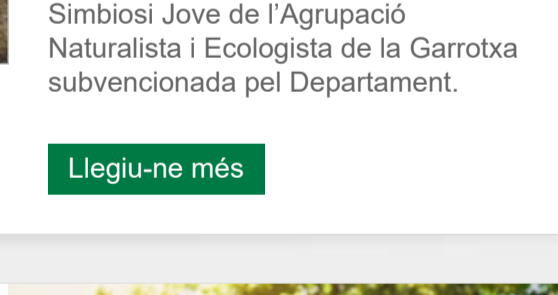 Simbiosi Jove de l’Agrupació
Naturalista i Ecologista de la Garrotxa
subvencionada pel Departament.
Llegiu-ne més